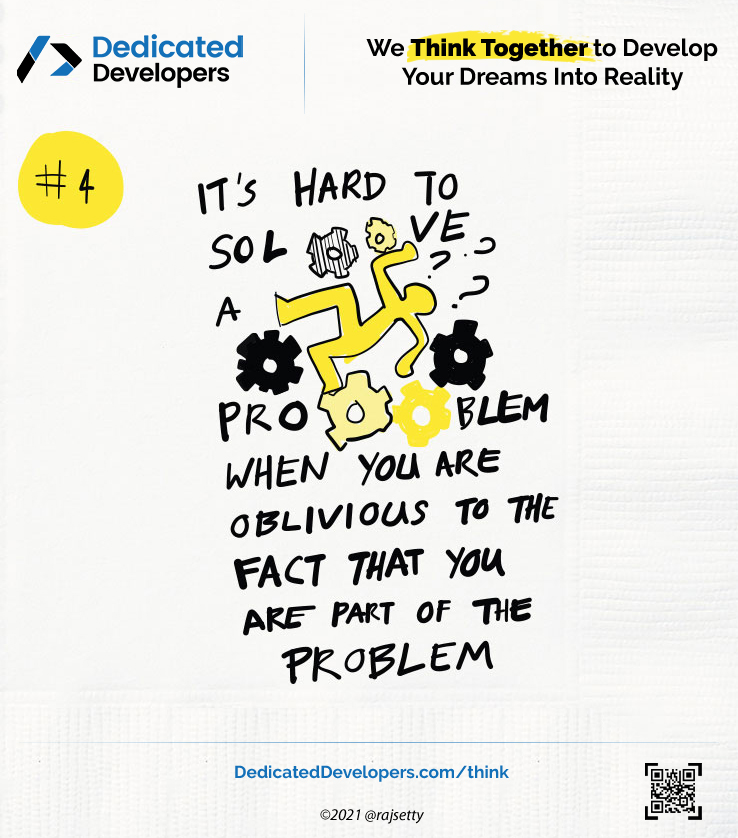 Dedicated
Developers
We Think Together to Develop
Your Dreams Into Reality
#4
IT'S HARD TO
SOL VE
? ?
?
A
PRO BLEM
WHEN YOU ARE
OBLIVIOUS TO THE
FACT THAT YOU
ARE PART OF THE
PROBLEM
DedicatedDevelopers.com/think
©2021 @rajsetty